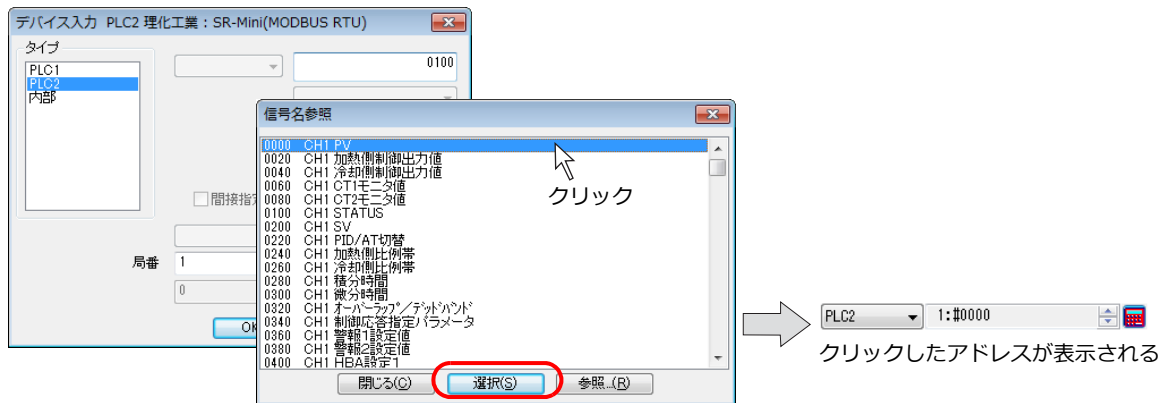 デバイス入力 PLC2 理化工業：SR-Mini(MODBUS RTU)
タイプ
PLC1
PLC2
内部
0100
間接指定
局番
1
0
信号名参照
0000 CH1 PV
0020 CH1 加熱側制御出力値
0040 CH1 冷却側制御出力値
0060 CH1 CT1モニタ値
0080 CH1 CT2モニタ値
0100 CH1 STATUS
0200 CH1 SV
0220 CH1 PID/AT切替
0240 CH1 加熱側比例帯
0260 CH1 冷却側比例帯
0280 CH1 積分時間
0300 CH1 微分時間
0320 CH1 ｵｰﾊﾞｰﾗｯﾌﾟ/ﾃﾞｯﾄﾞﾊﾞﾝﾄﾞ
0340 CH1 制御応答指定パラメータ
0360 CH1 警報1設定値
0380 CH1 警報2設定値
0400 CH1 HBA設定1
クリック
閉じる(C)
選択(S)
参照...(R)
PLC2
1:#0000
クリックしたアドレスが表示される